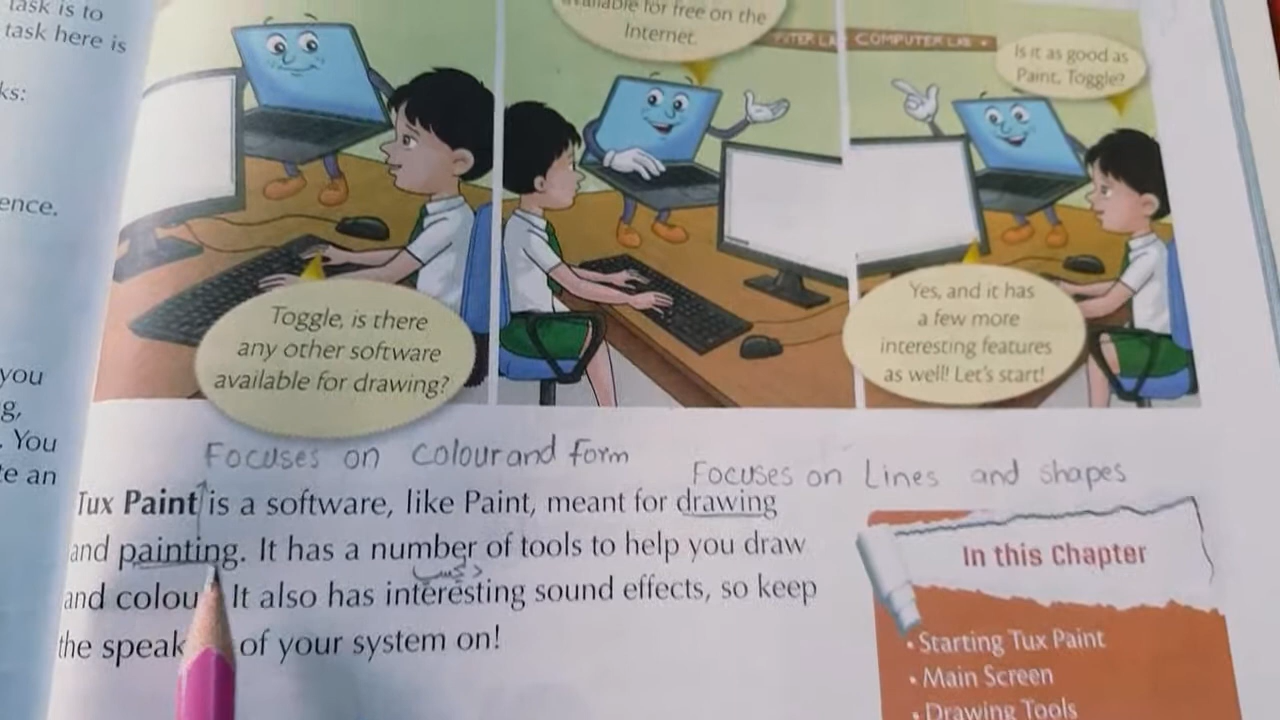 task is to
task here is
ks:
ence.
you
g,
. You
te an
available for free on the
Internet.
COMPUTER LAB
Is it as good as
Paint, Toggle?
Toggle, is there
any other software
available for drawing?
Yes, and it has
a few more
interesting features
as well! Let's start!
Focuses on Colour and form
Focuses on Lines and shapes
Tux Paint is a software, like Paint, meant for drawing
and painting. It has a number of tools to help you draw
and colou It also has interesting sound effects, so keep
the speak of your system on!
In this Chapter
• Starting Tux Paint
• Main Screen
• Drawing Tools